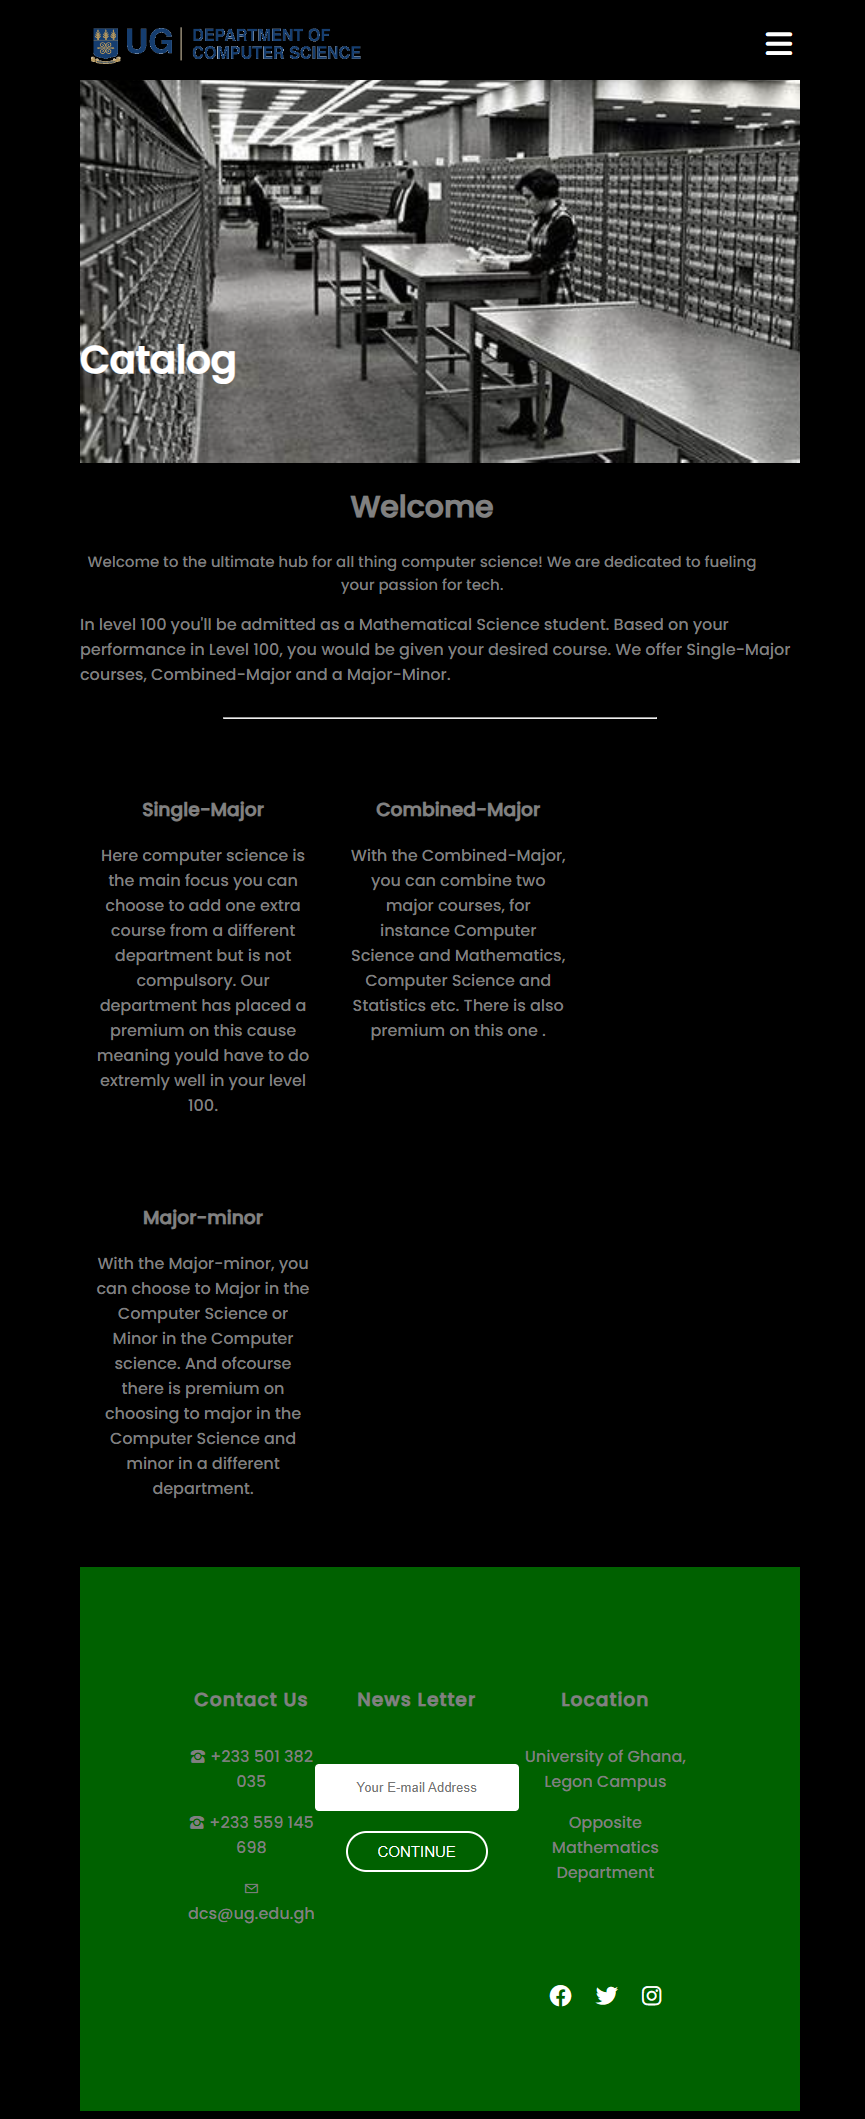 UG | DEPARTMENT OF
COMPUTER SCIENCE
Catalog
Welcome
Welcome to the ultimate hub for all thing computer science! We are dedicated to fueling
your passion for tech.
In level 100 you'll be admitted as a Mathematical Science student. Based on your
performance in Level 100, you would be given your desired course. We offer Single-Major
courses, Combined-Major and a Major-Minor.
Single-Major
Here computer science is
the main focus you can
choose to add one extra
course from a different
department but is not
compulsory. Our
department has placed a
premium on this cause
meaning yould have to do
extremly well in your level
100.
Combined-Major
With the Combined-Major,
you can combine two
major courses, for
instance Computer
Science and Mathematics,
Computer Science and
Statistics etc. There is also
premium on this one .
Major-minor
With the Major-minor, you
can choose to Major in the
Computer Science or
Minor in the Computer
science. And ofcourse
there is premium on
choosing to major in the
Computer Science and
minor in a different
department.
Contact Us
+233 501 382
035
+233 559 145
698
dcs@ug.edu.gh
News Letter
Your E-mail Address
CONTINUE
Location
University of Ghana,
Legon Campus
Opposite
Mathematics
Department